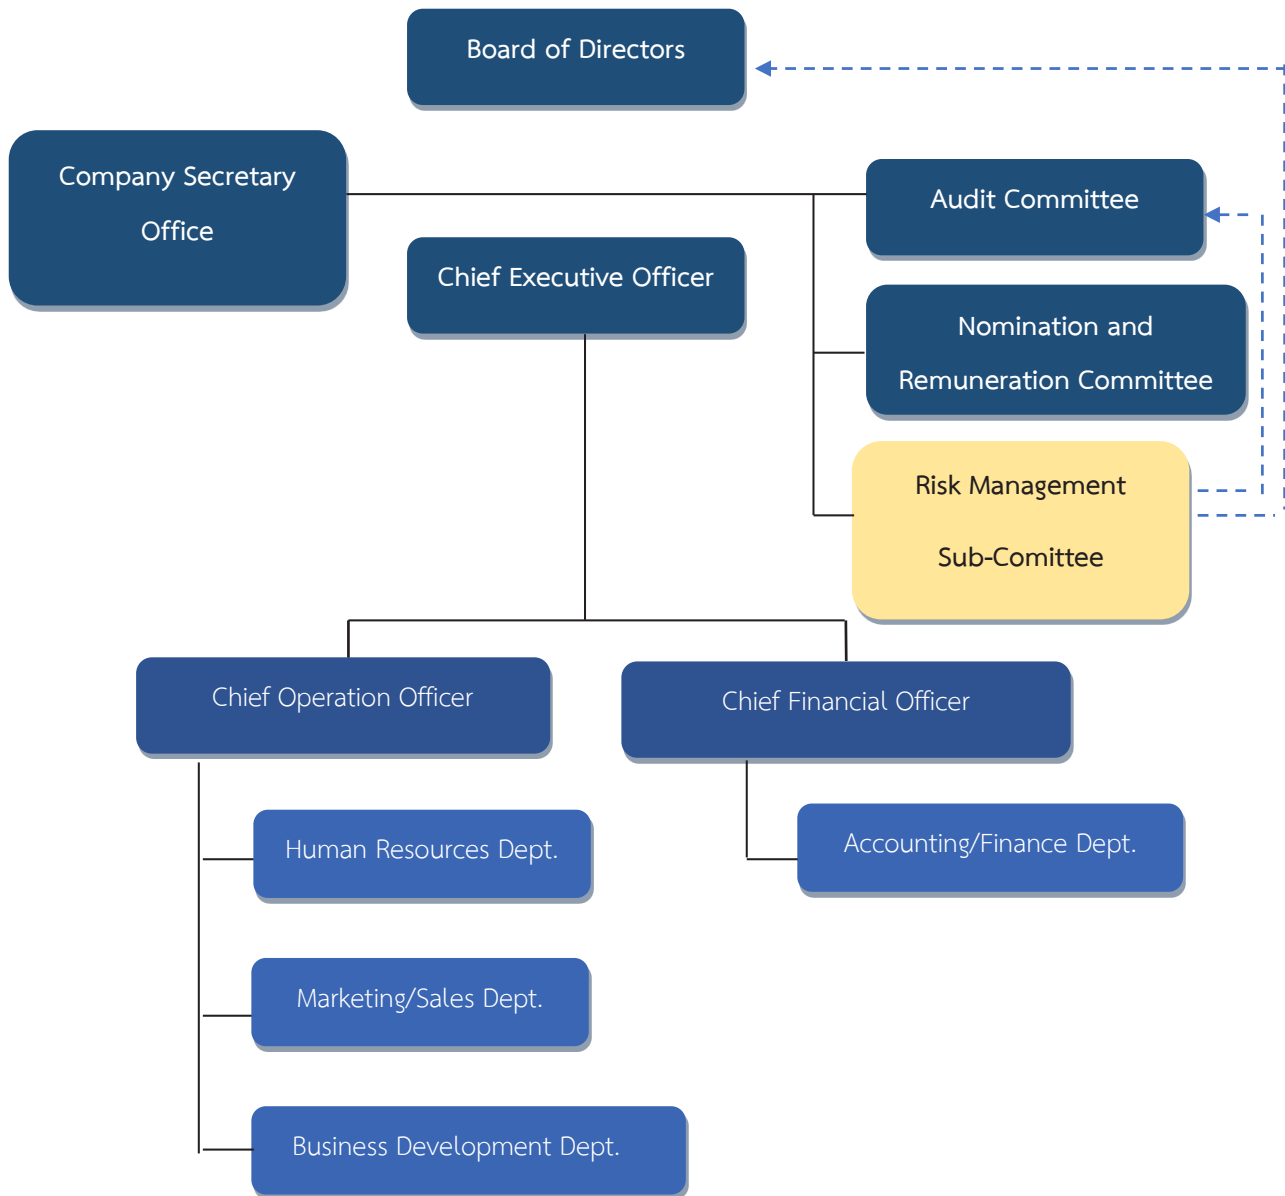 Board of Directors
Company Secretary
Office
Audit Committee
Chief Executive Officer
Nomination and
Remuneration Committee
Risk Management
Sub-Comittee
Chief Operation Officer
Chief Financial Officer
Human Resources Dept.
Accounting/Finance Dept.
Marketing/Sales Dept.
Business Development Dept.